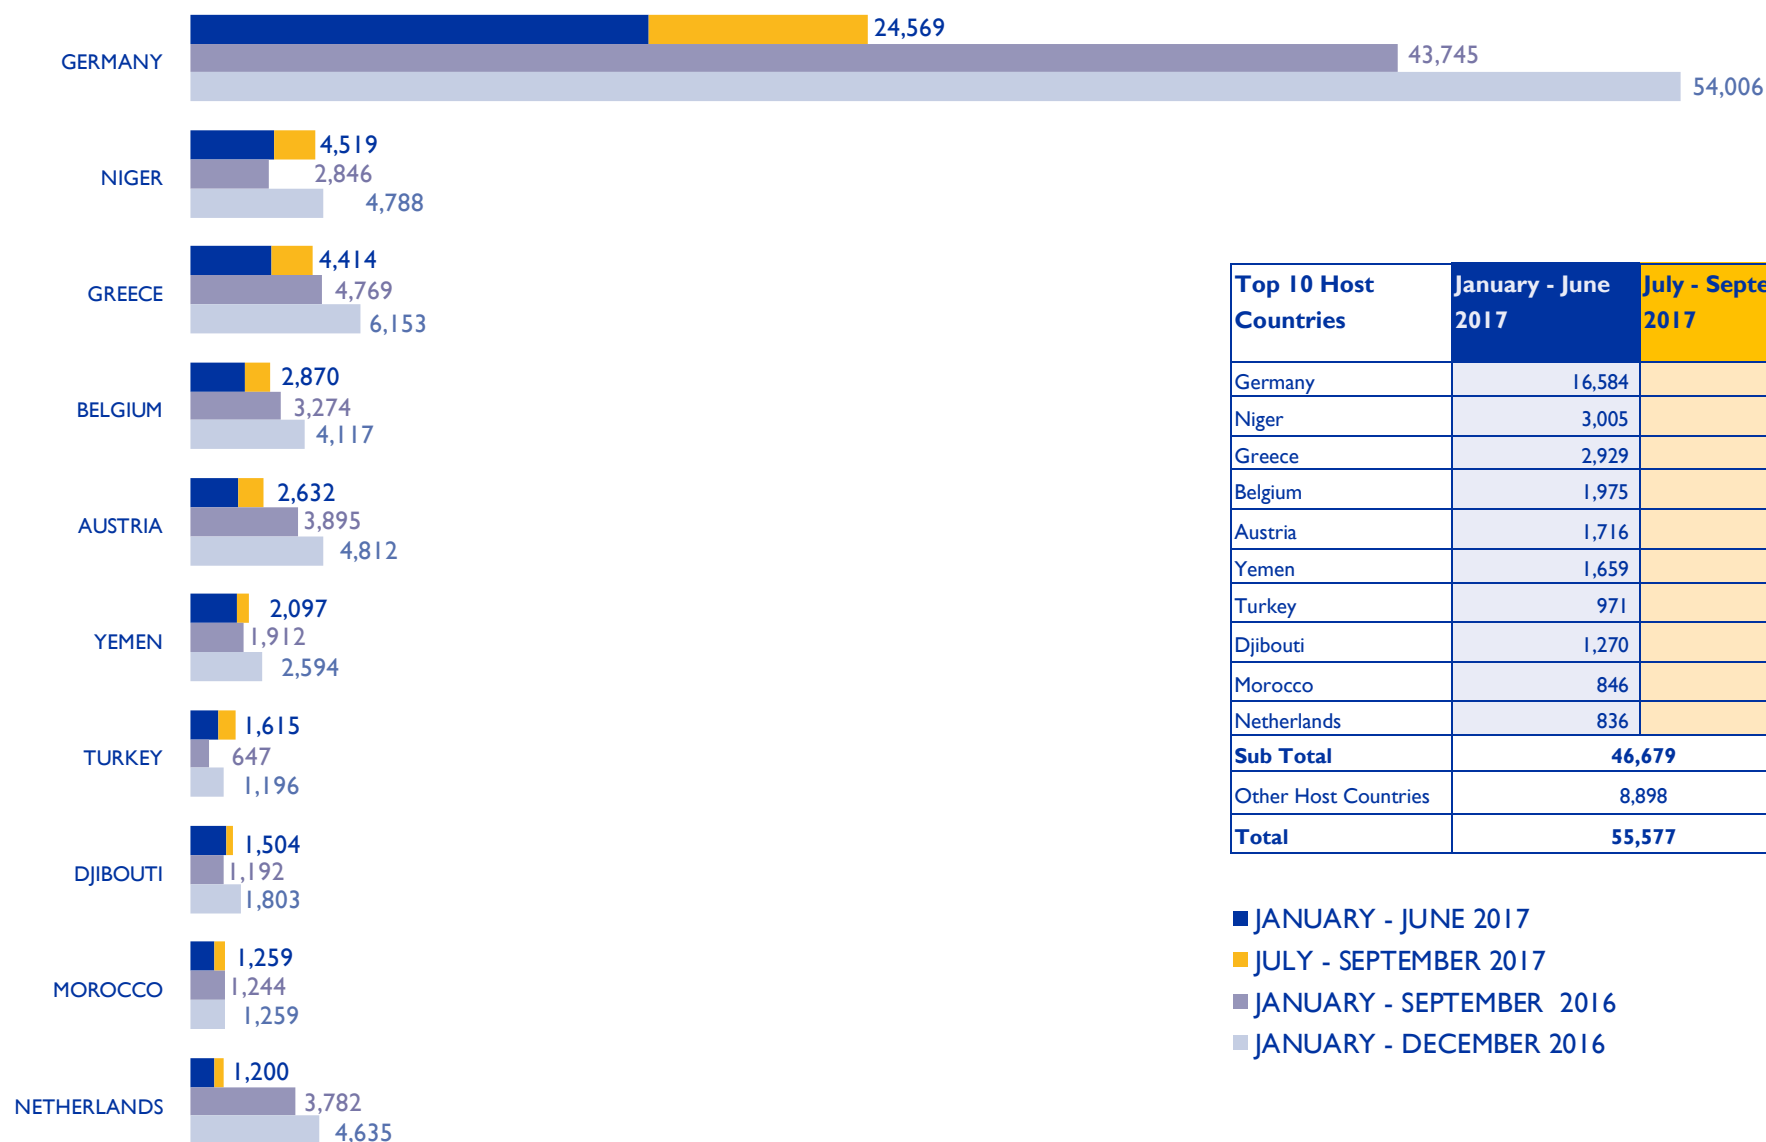 24,569
GERMANY
43,745
54,006
4,519
NIGER
2,846
4,788
4,414
GREECE
4,769
6,153
2,870
BELGIUM
3,274
4,117
2,632
AUSTRIA
3,895
4,812
2,097
YEMEN
1,912
2,594
1,615
TURKEY
647
1,196
1,504
DJIBOUTI
1,192
1,803
1,259
MOROCCO
1,244
1,259
1,200
NETHERLANDS
3,782
4,635
Top 10 Host Countries January - June 2017 July - Septe 2017
Germany 16,584
Niger 3,005
Greece 2,929
Belgium 1,975
Austria 1,716
Yemen 1,659
Turkey 971
Djibouti 1,270
Morocco 846
Netherlands 836
Sub Total 46,679
Other Host Countries 8,898
Total 55,577
JANUARY - JUNE 2017
JULY - SEPTEMBER 2017
JANUARY - SEPTEMBER 2016
JANUARY - DECEMBER 2016